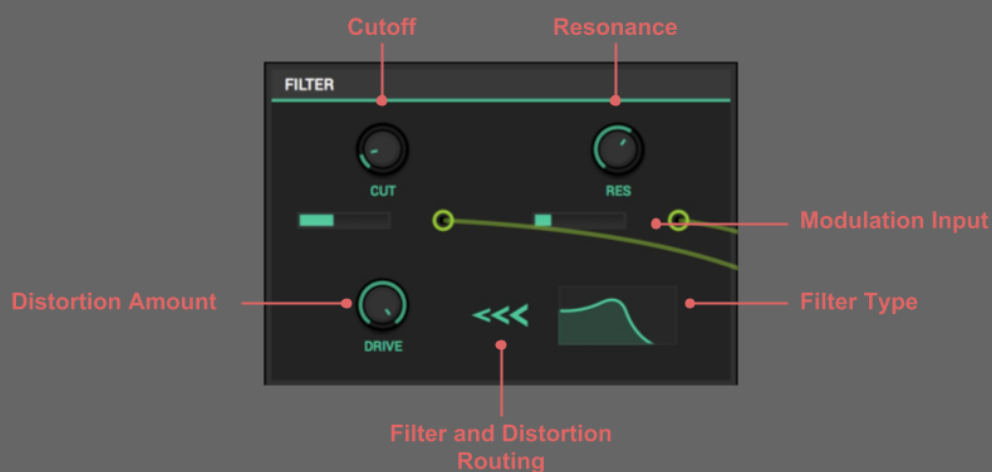 Cutoff
Resonance
FILTER
CUT
RES
Modulation Input
Distortion Amount
Filter Type
DRIVE
Filter and Distortion
Routing